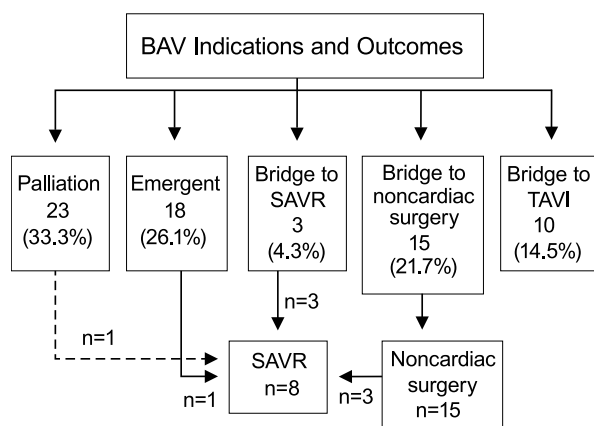 BAV Indications and Outcomes
Palliation
23
(33.3%)
Emergent
18
(26.1%)
Bridge to
SAVR
3
(4.3%)
Bridge to
noncardiac
surgery
15
(21.7%)
Bridge to
TAVI
10
(14.5%)
n=1
n=1
n=3
SAVR
n=8
n=3
Noncardiac
surgery
n=15